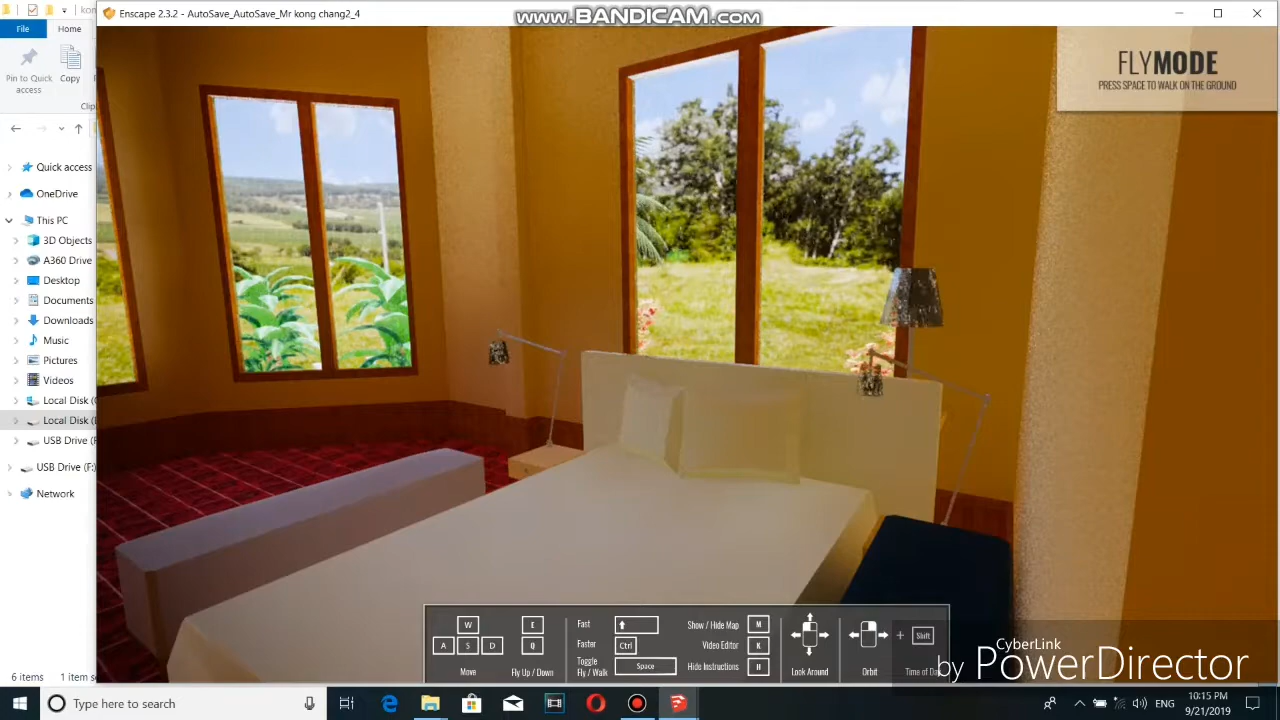 Enscape 2.3.2 - AutoSave_AutoSave_Mr kong chang2_4
www.BANDICAM.com
File
Home
Pin to Quick access
Copy
FLYMODE
PRESS SPACE TO WALK ON THE GROUND
Quick access
OneDrive
This PC
3D Objects
A360 Drive
Desktop
Documents
Downloads
Music
Pictures
Videos
Local Disk
Local Disk (
USB Drive (
USB Drive (F:)
Network
W
E
A
S
D
Q
Move
Fly Up / Down
Fast
Faster
Ctrl
Toggle
Fly / Walk
Space
Show / Hide Map
M
Video Editor
K
Hide Instructions
H
Look Around
Orbit
+ Shift
Time of Day
CyberLink
by PowerDirector
6 items
1 item
Type here to search
ENG
10:15 PM
9/21/2019